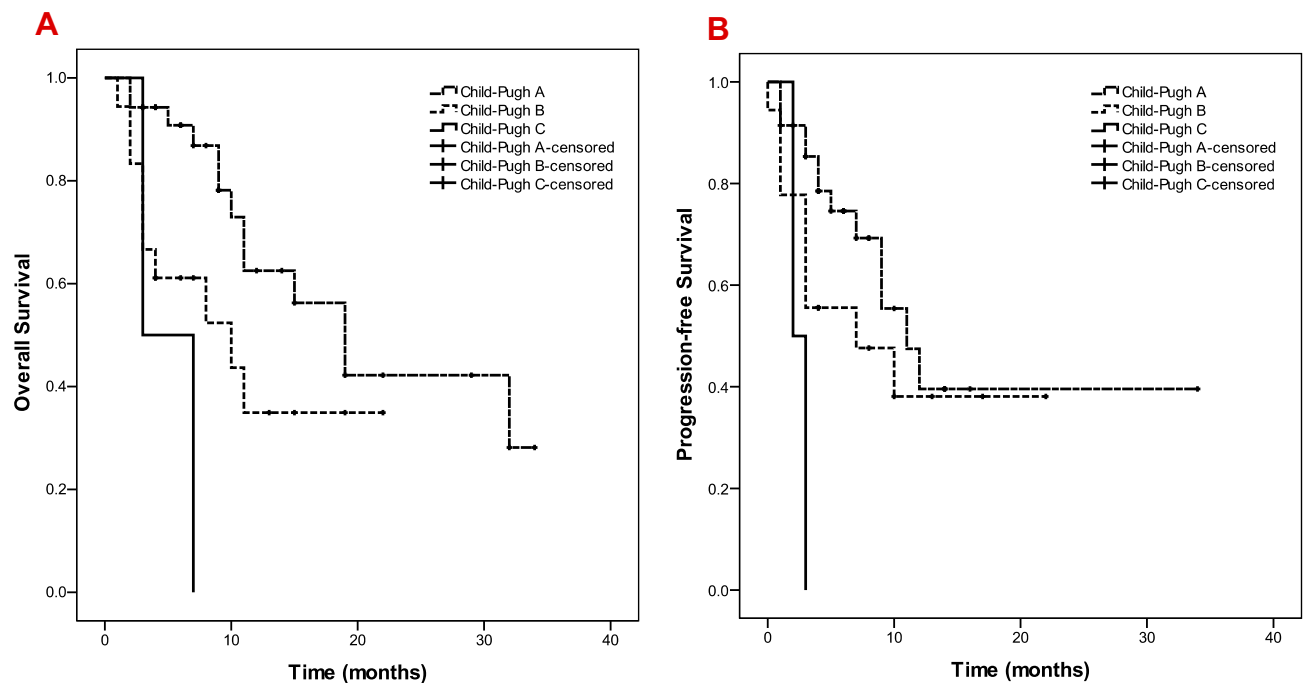 A
1.0
0.8
0.6
0.4
0.2
0.0
Overall Survival
Child-Pugh A
Child-Pugh B
Child-Pugh C
Child-Pugh A-censored
Child-Pugh B-censored
Child-Pugh C-censored
0 10 20 30 40
Time (months)
B
1.0
0.8
0.6
0.4
0.2
0.0
Progression-free Survival
Child-Pugh A
Child-Pugh B
Child-Pugh C
Child-Pugh A-censored
Child-Pugh B-censored
Child-Pugh C-censored
0 10 20 30 40
Time (months)